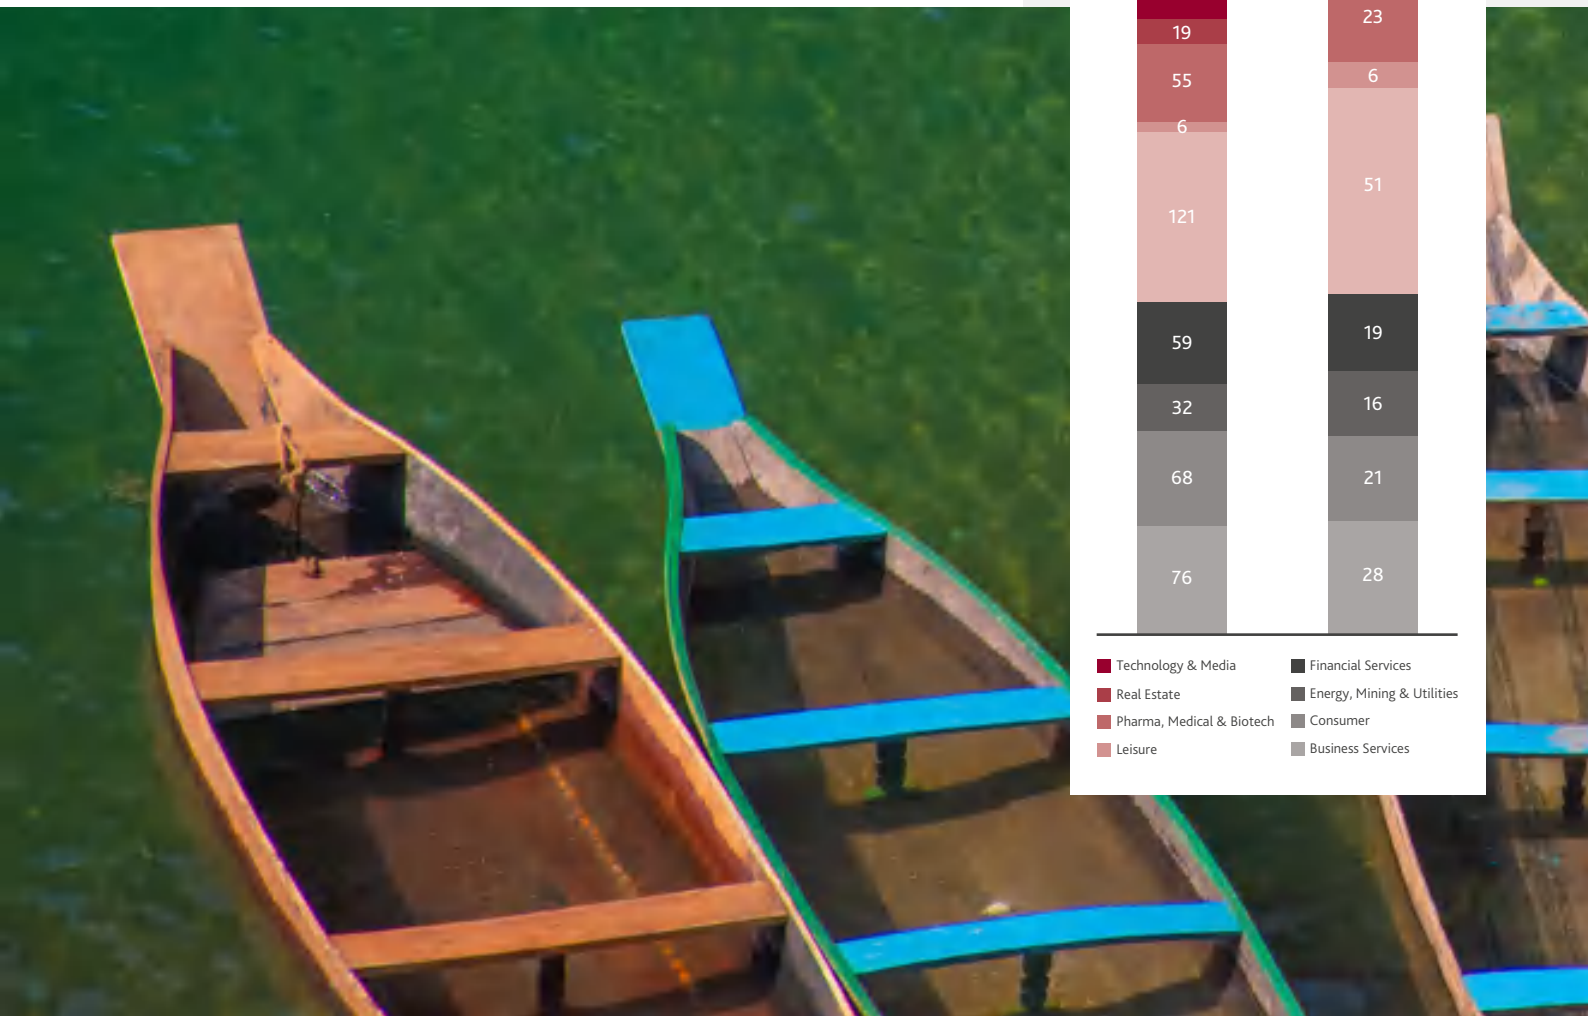 19
55
6
121
59
32
68
76
23
6
51
19
16
21
28
Technology & Media
Real Estate
Pharma, Medical & Biotech
Leisure
Financial Services
Energy, Mining & Utilities
Consumer
Business Services